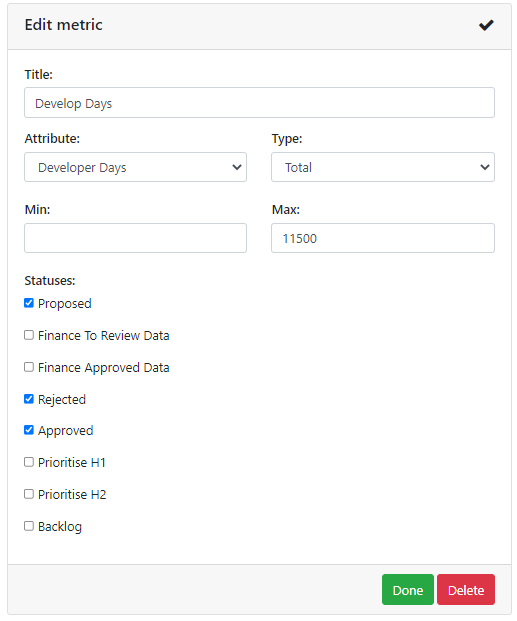 Edit metric
Title:
Develop Days
Attribute:
Type:
Developer Days
Total
Min:
Max:
11500
Statuses:
Proposed
Finance To Review Data
Finance Approved Data
Rejected
Approved
Prioritise H1
Prioritise H2
Backlog
Done
Delete